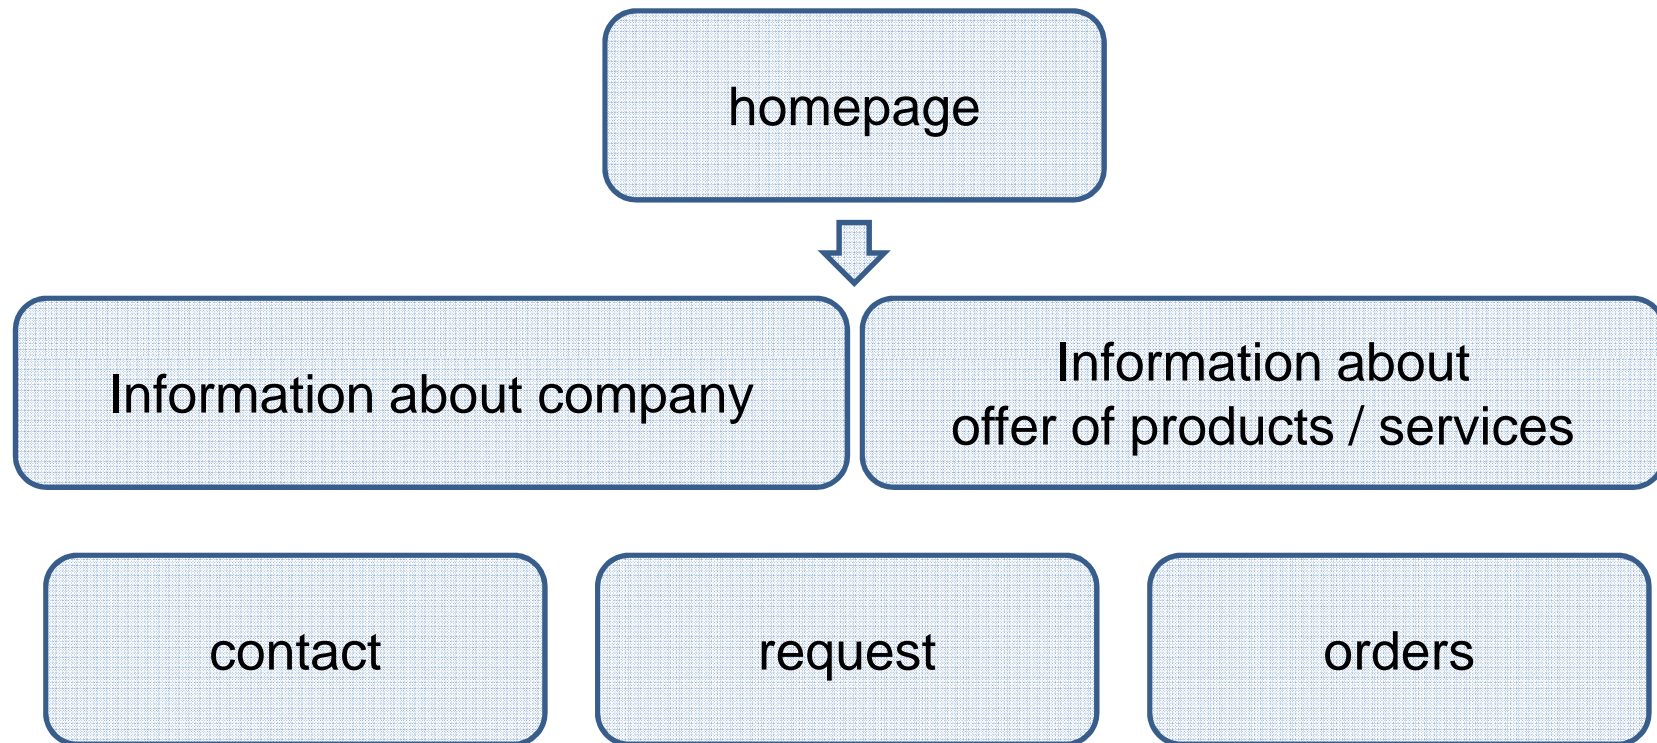 homepage
Information about company
Information about
offer of products / services
contact
request
orders